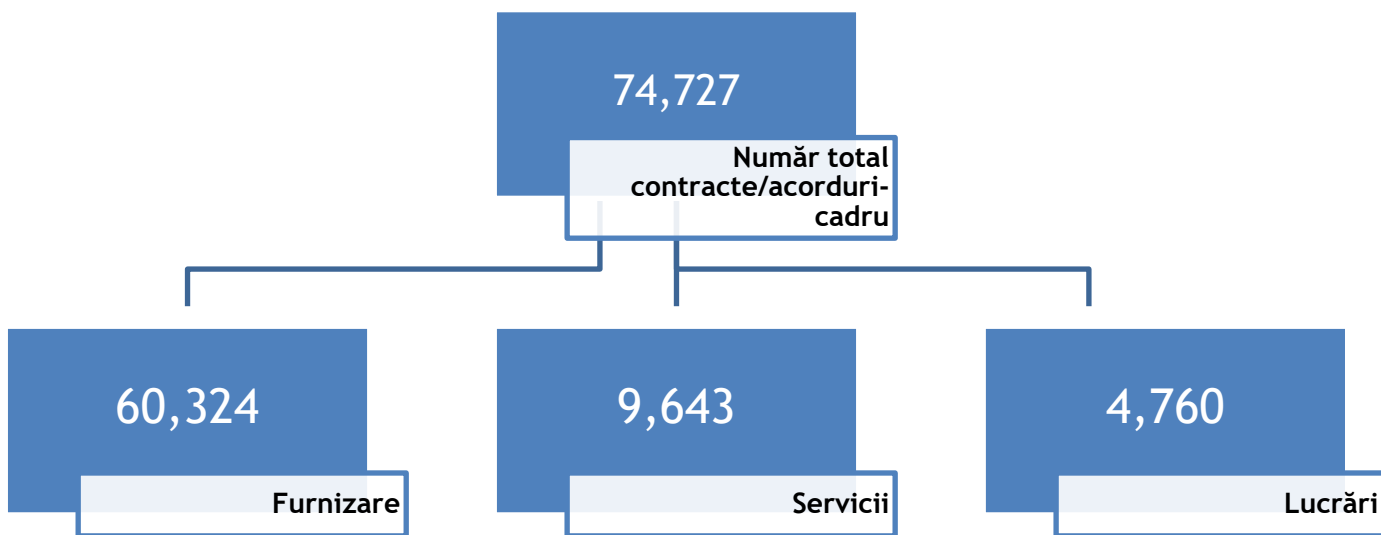 74,727
Număr total
contracte/acorduri-
cadru
60,324
Furnizare
9,643
Servicii
4,760
Lucrări